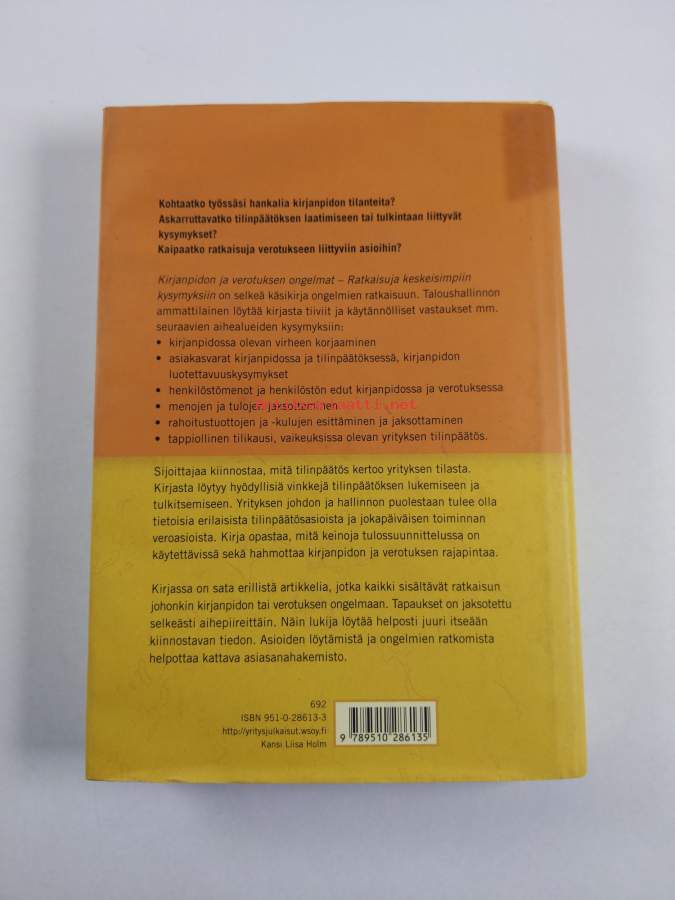 Kohtaatko työssäsi hankalia kirjanpidon tilanteita?
Askarruttavatko tilinpäätöksen laatimiseen tai tulkintaan liittyvät
kysymykset?
Kaipaatko ratkaisuja verotukseen liittyviin asioihin?
Kirjanpidon ja verotuksen ongelmat – Ratkaisuja keskeisimpiin
kysymyksiin on selkeä käsikirja ongelmien ratkaisuun. Taloushallinnon
ammattilainen löytää kirjasta tiiviit ja käytännölliset vastaukset mm.
seuraavien aihealueiden kysymyksiin:
• kirjanpidossa olevan virheen korjaaminen
• asiakasvarat kirjanpidossa ja tilinpäätöksessä, kirjanpidon
luotettavuuskysymykset
• henkilöstömenot ja henkilöstön edut kirjanpidossa ja verotuksessa
• menojen ja tulojen
• rahoitustuottojen ja -kulujen esittäminen ja jaksottaminen
• tappiollinen tilikausi, vaikeuksissa olevan yrityksen tilinpäätös.
Sijoittajaa kiinnostaa, mitä tilinpäätös kertoo yrityksen tilasta.
Kirjasta löytyy hyödyllisiä vinkkejä tilinpäätöksen lukemiseen ja
tulkitsemiseen. Yrityksen johdon ja hallinnon puolestaan tulee olla
tietoisia erilaisista tilinpäätösasioista ja jokapäiväisen toiminnan
veroasioista. Kirja opastaa, mitä keinoja tulossuunnittelussa on
käytettävissä sekä hahmottaa kirjanpidon ja verotuksen rajapintaa.
Kirjassa on sata erillistä artikkelia, jotka kaikki sisältävät ratkaisun
johonkin kirjanpidon tai verotuksen ongelmaan. Tapaukset on jaksotettu
selkeästi aihepiireittäin. Näin lukija löytää helposti juuri itseään
kiinnostavan tiedon. Asioiden löytämistä ja ongelmien ratkomista
helpottaa kattava asiasanahakemisto.
692
ISBN 951-0-28613-3
http://yritysjulkaisut.wsoy.fi
Kansi Liisa Holm
9 789510 286135